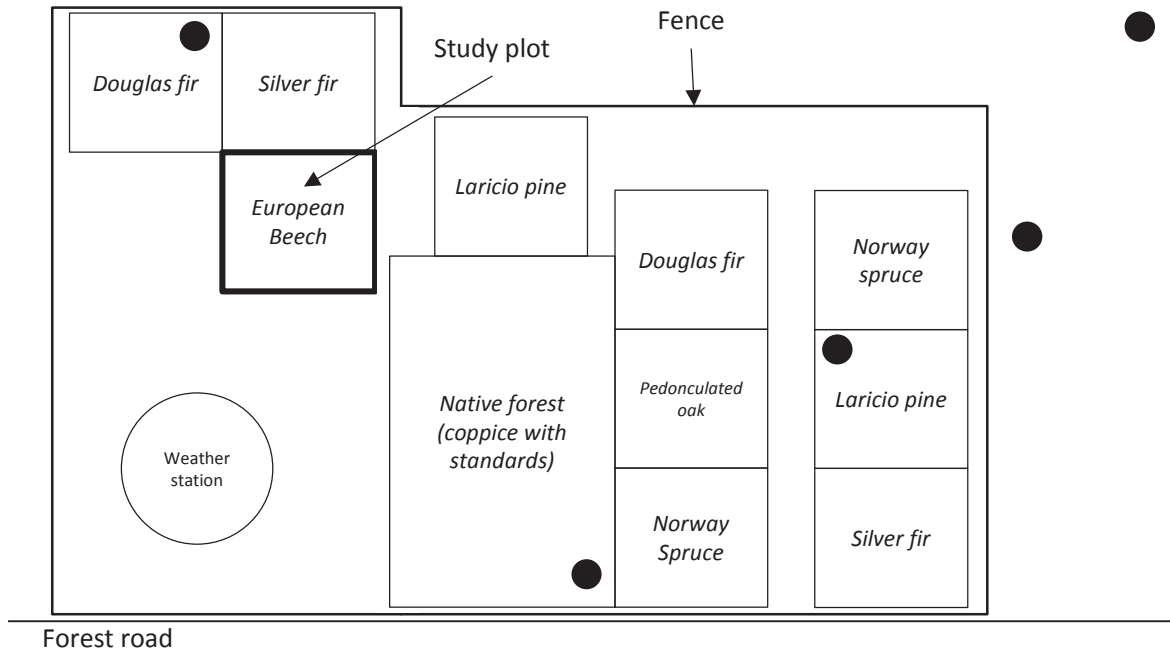 Fence
Study plot
Douglas fir
Silver fir
European
Beech
Laricio pine
Douglas fir
Norway
spruce
Pedonculated
oak
Laricio pine
Native forest
(coppice with
standards)
Weather
station
Norway
Spruce
Silver fir
Forest road